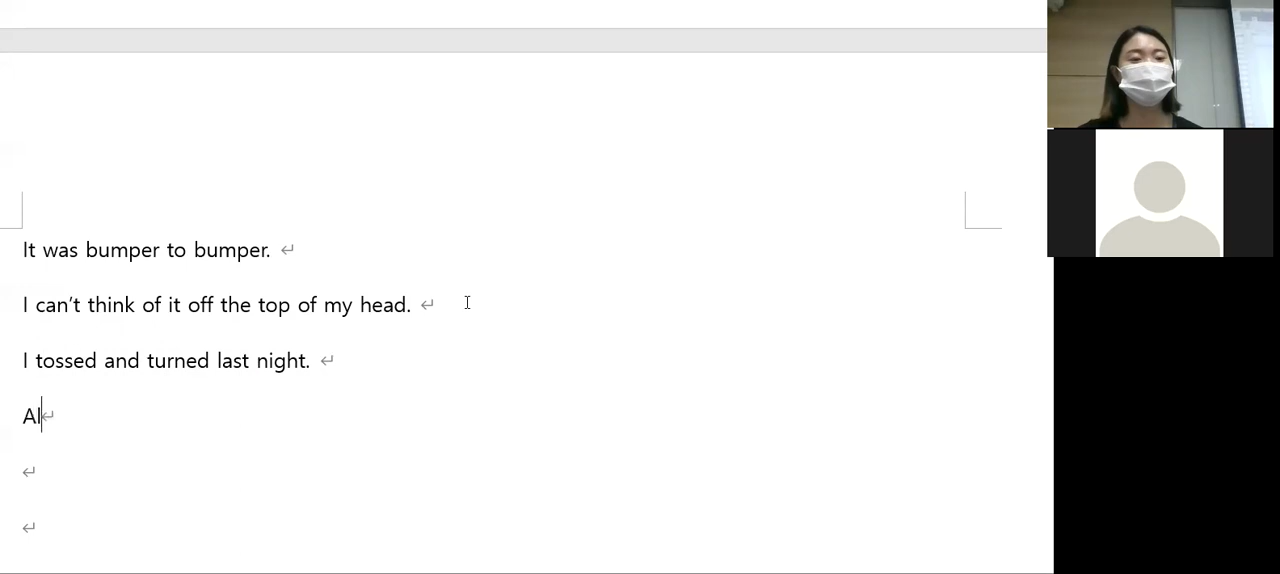 It was bumper to bumper.
I can't think of it off the top of my head.
I tossed and turned last night.
Al